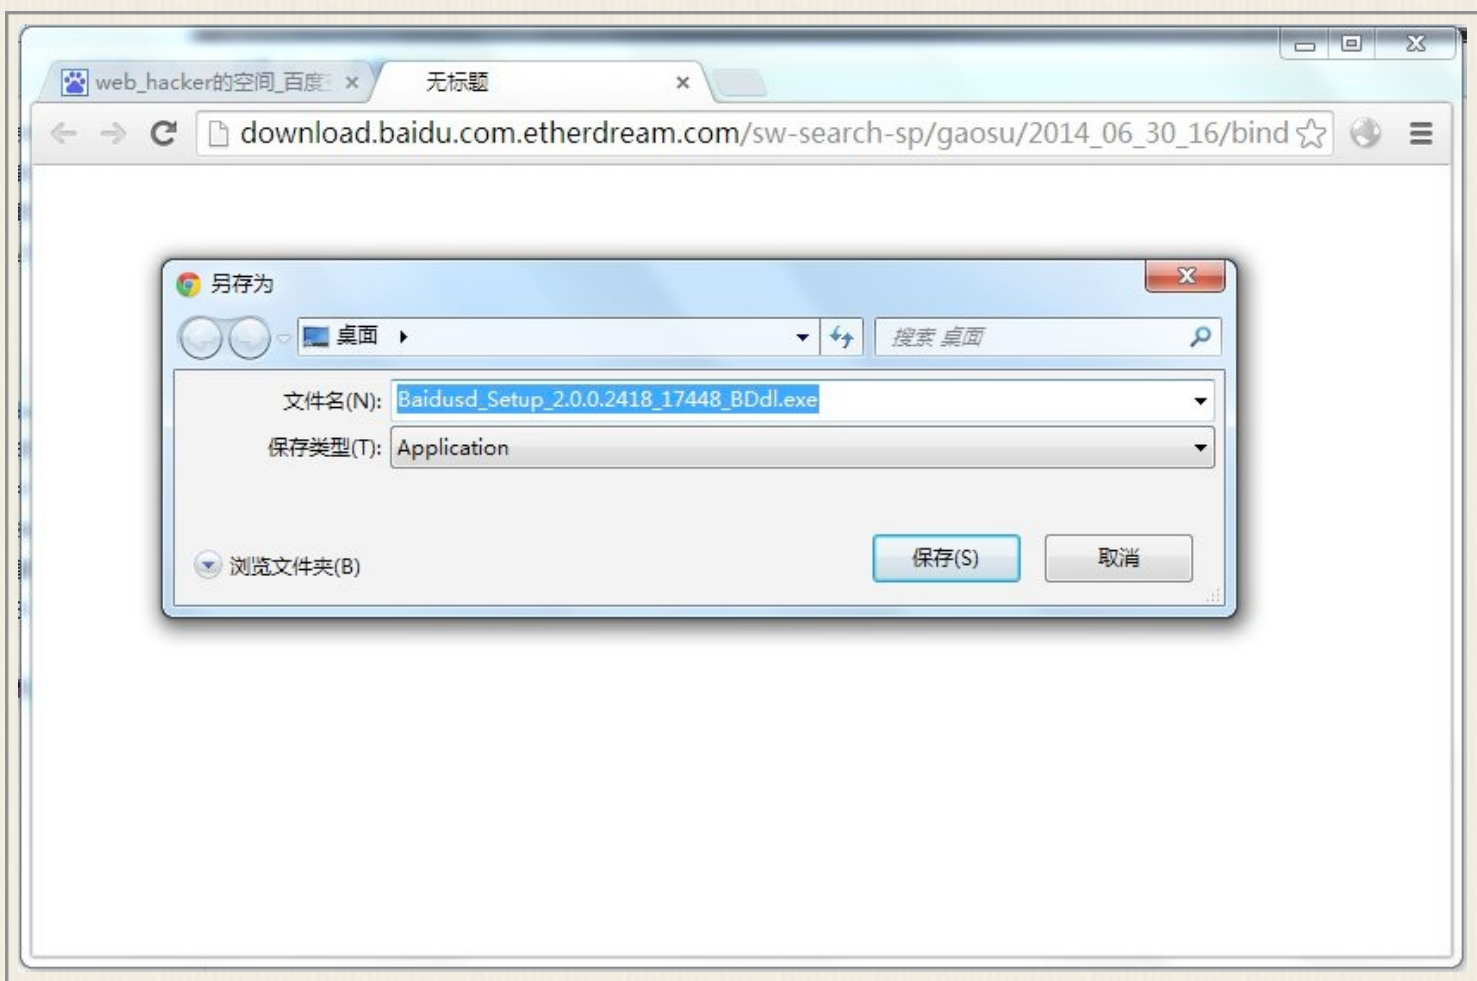 web_hacker的空间_百度
无标题
download.baidu.com.etherdream.com/sw-search-sp/gaosu/2014_06_30_16/bind
另存为
桌面
搜索 桌面
文件名(N): Baidusd_Setup_2.0.0.2418_17448_BDdl.exe
保存类型(T): Application
浏览文件夹(B)
保存(S)
取消